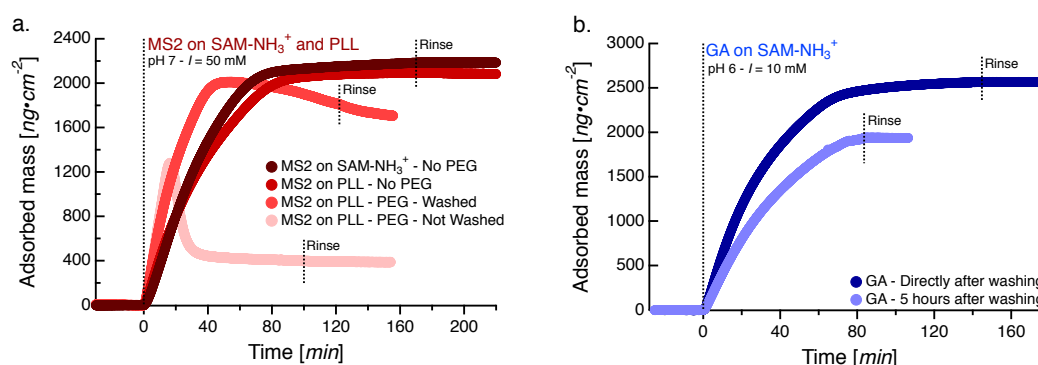 a.
MS2 on SAM-NH₃⁺ and PLL
pH 7 - I = 50 mM
Rinse
Rinse
Rinse
MS2 on SAM-NH₃⁺ - No PEG
MS2 on PLL - No PEG
MS2 on PLL - PEG - Washed
MS2 on PLL - PEG - Not Washed
Adsorbed mass [ng•cm⁻²]
2400
2000
1600
1200
800
400
0
0 40 80 120 160 200
Time [min]
b.
GA on SAM-NH₃⁺
pH 6 - I = 10 mM
Rinse
Rinse
GA - Directly after washing
GA - 5 hours after washing
Adsorbed mass [ng•cm⁻²]
3000
2500
2000
1500
1000
500
0
0 40 80 120 160
Time [min]